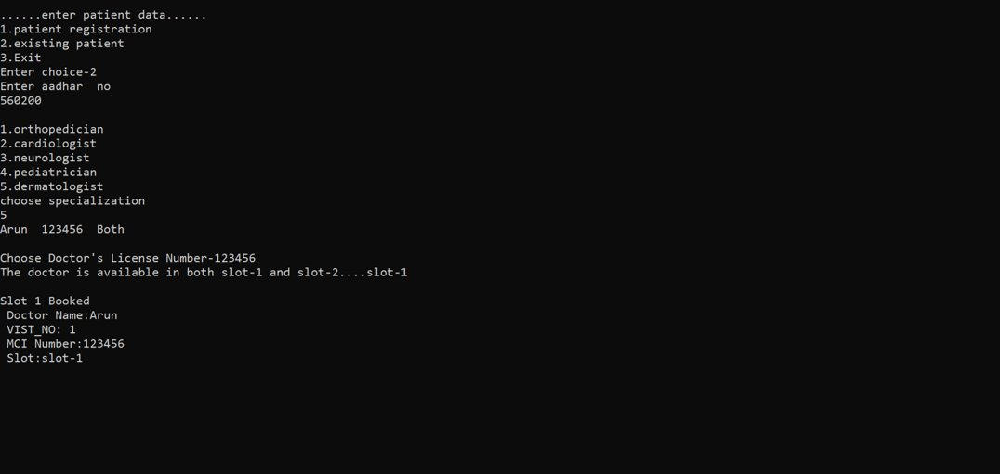 ......enter patient data......
1.patient registration
2.existing patient
3.Exit
Enter choice-2
Enter aadhar  no
560200
1.orthopedician
2.cardiologist
3.neurologist
4.pediatrician
5.dermatologist
choose specialization
5
Arun  123456  Both
Choose Doctor's License Number-123456
The doctor is available in both slot-1 and slot-2....slot-1
Slot 1 Booked
 Doctor Name:Arun
 VIST_NO: 1
 MCI Number:123456
 Slot:slot-1